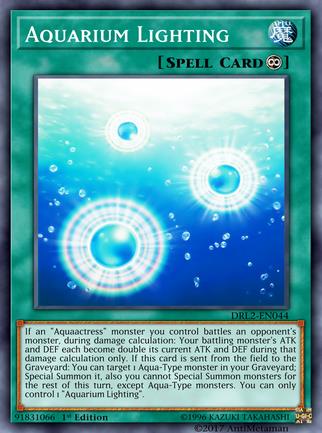 Aquarium Lighting
[Spell Card]
DRL2-EN044
If an "Aquaactress" monster you control battles an opponent's
monster, during damage calculation: Your battling monster's ATK
and DEF each become double its current ATK and DEF during that
damage calculation only. If this card is sent from the field to the
Graveyard: You can target 1 Aqua-Type monster in your Graveyard;
Special Summon it, also you cannot Special Summon monsters for
the rest of this turn, except Aqua-Type monsters. You can only
control 1 "Aquarium Lighting".
91831066 1st Edition ©1996 KAZUKI TAKAHASHI
©2017 AntiMetaman